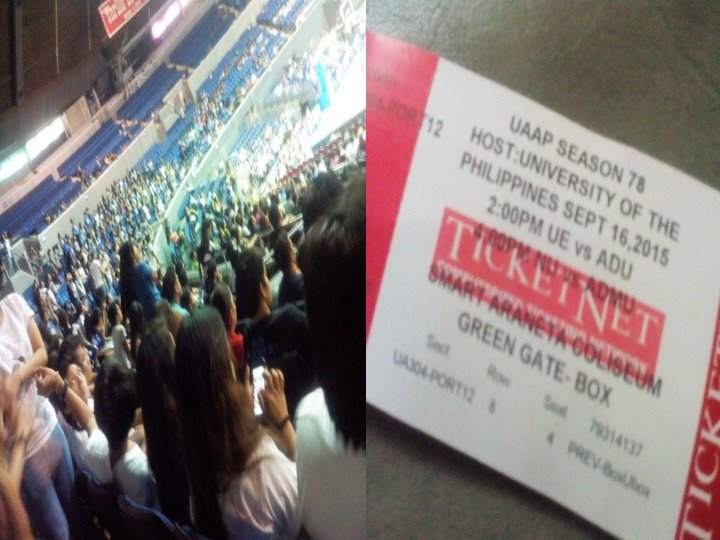 UAAP SEASON 78
HOST:UNIVERSITY OF THE
PHILIPPINES SEPT 16,2015
2:00PM UE vs ADU
4:00PM NU vs ADMU
TICKETNET
SMART ARANETA COLISEUM
GREEN GATE- BOX
Sect Row Seat 79314137
UA304-PORT12 8 4 PREV-BoxUbox